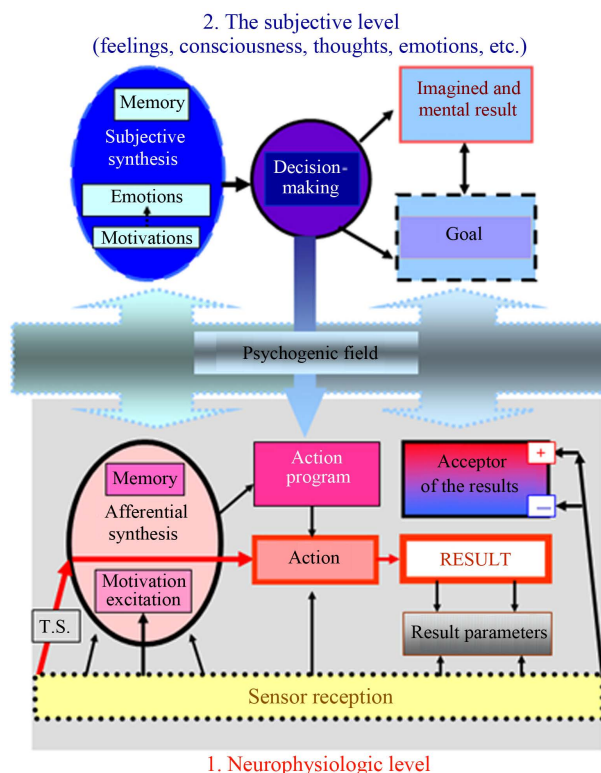 2. The subjective level
(feelings, consciousness, thoughts, emotions, etc.)
Memory
Subjective
synthesis
Emotions
Motivations
Decision-
making
Imagined and
mental result
Goal
Psychogenic field
Memory
Afferential
synthesis
Motivation
excitation
T.S.
Action
program
Action
Acceptor
of the results
+
−
RESULT
Result parameters
Sensor reception
1. Neurophysiologic level